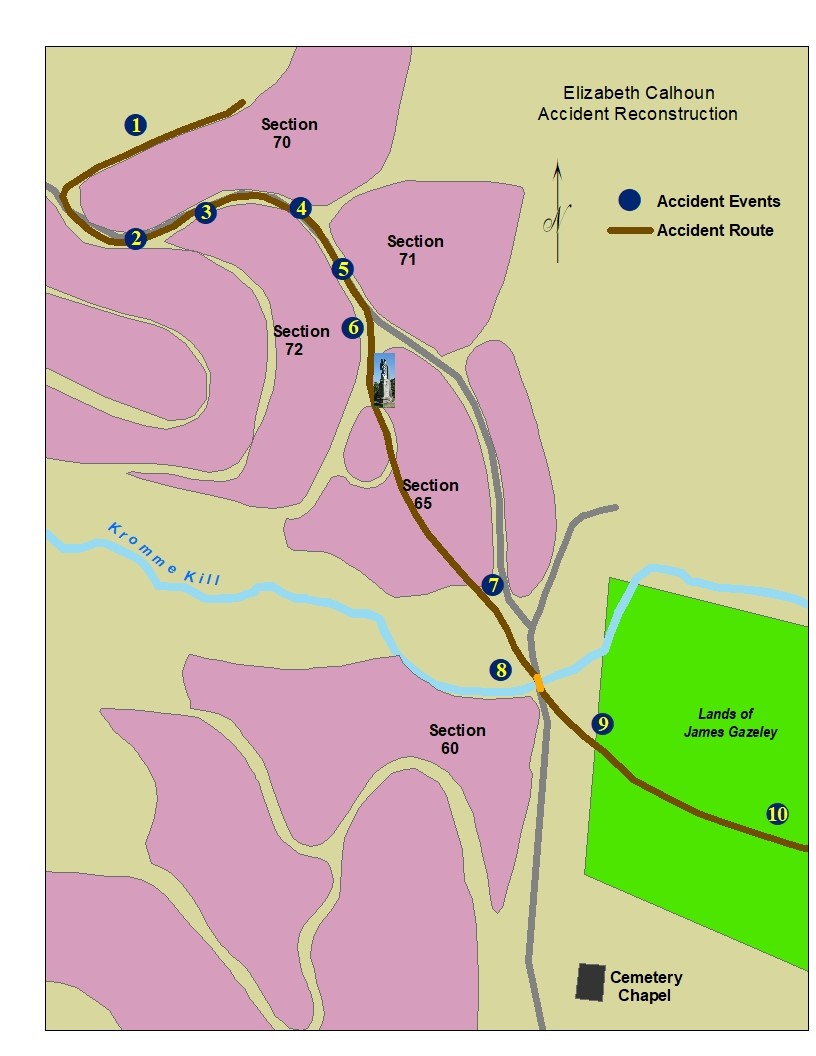 Elizabeth Calhoun
Accident Reconstruction
1
Section
70
N
Accident Events
Accident Route
2
3
4
Section
71
5
6
Section
72
Section
65
Kromme Kill
7
8
Section
60
9
Lands of
James Gazeley
10
Cemetery
Chapel